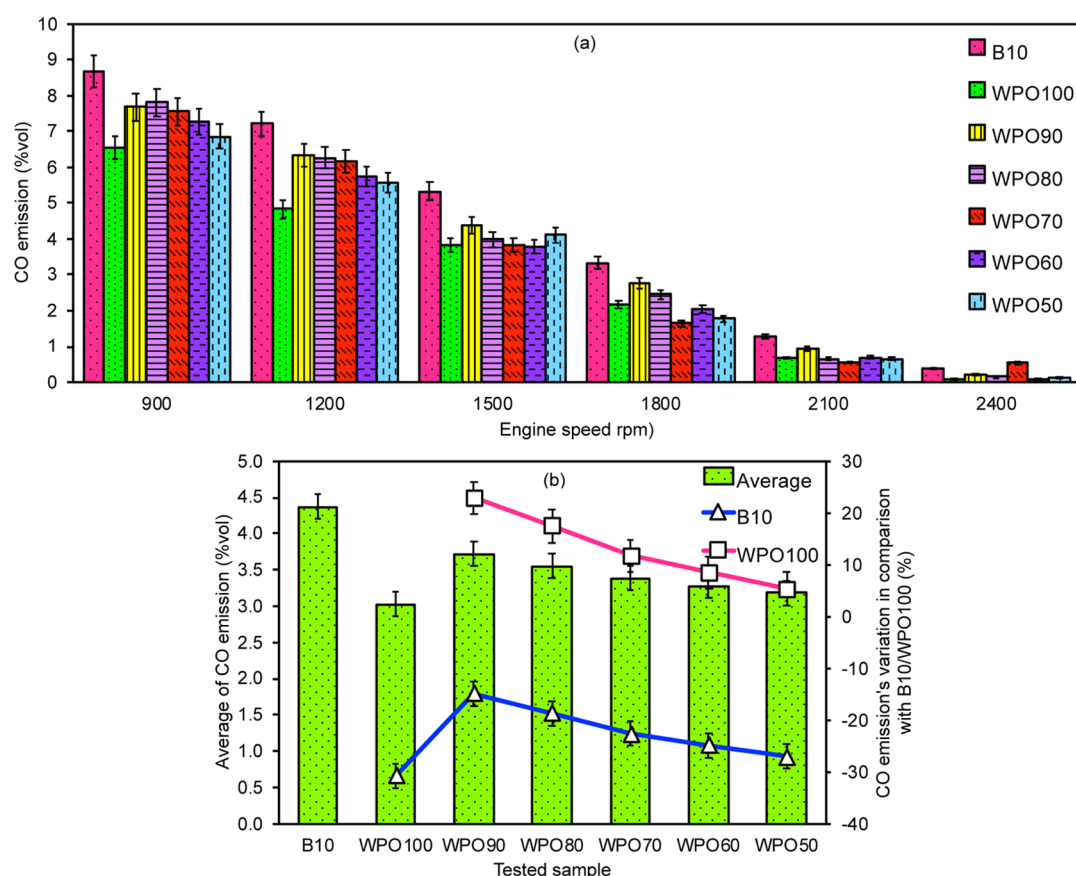 (a)
CO emission (%vol)
10
9
8
7
6
5
4
3
2
1
0
B10
WPO100
WPO90
WPO80
WPO70
WPO60
WPO50
900 1200 1500 1800 2100 2400
Engine speed rpm)
(b)
Average of CO emission (%vol)
5.0
4.5
4.0
3.5
3.0
2.5
2.0
1.5
1.0
0.5
0.0
Average
B10
WPO100
30
20
10
0
-10
-20
-30
-40
CO emission's variation in comparison
with B10/WPO100 (%)
B10 WPO100 WPO90 WPO80 WPO70 WPO60 WPO50
Tested sample